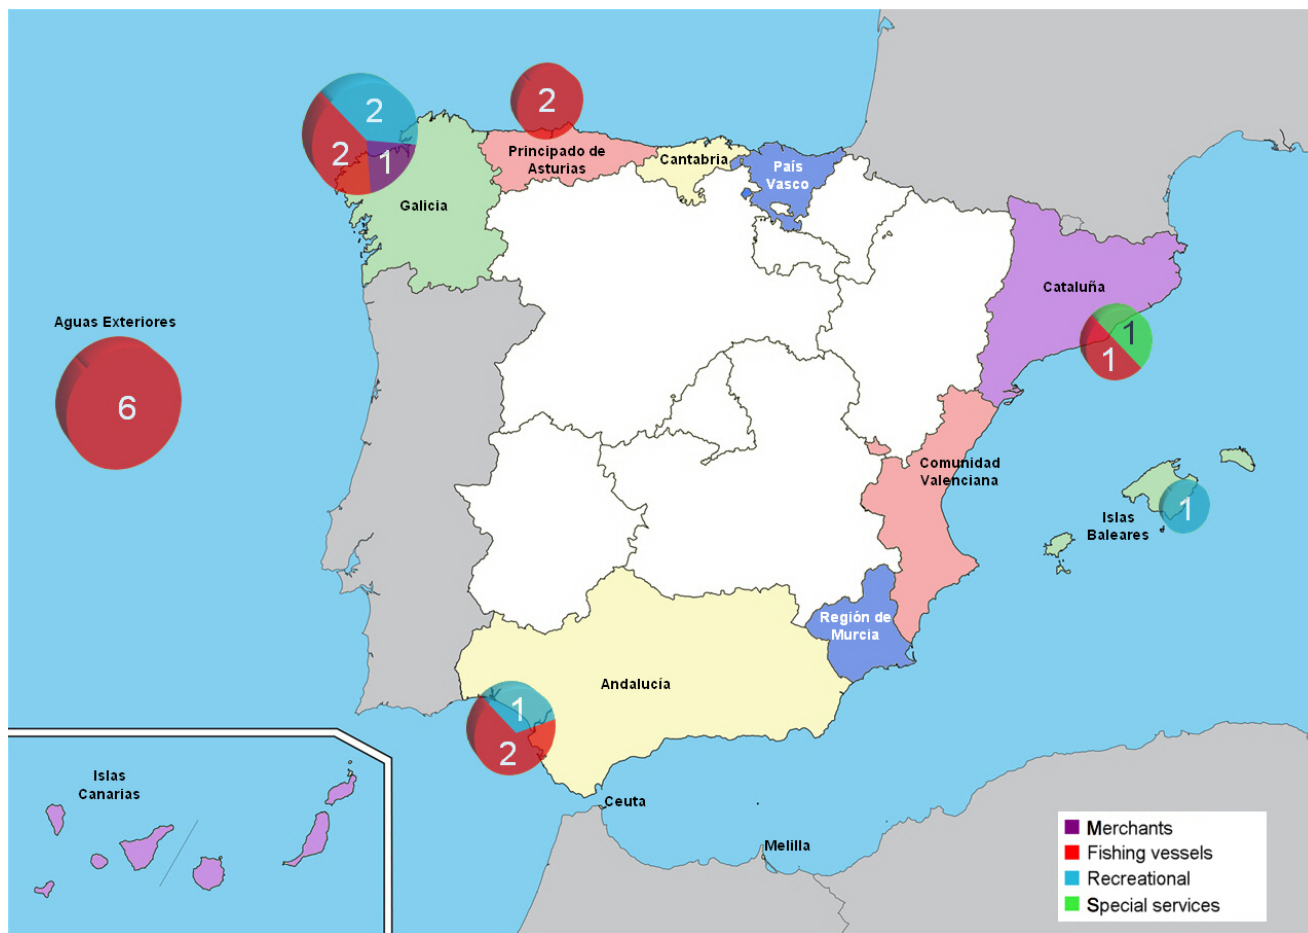 2
2
2
1
Principado de
Asturias
Cantabria
País
Vasco
Galicia
Cataluña
Aguas Exteriores
1
1
6
Comunidad
Valenciana
1
Islas
Baleares
Región de
Murcia
Andalucía
1
2
Islas
Canarias
Ceuta
Melilla
Merchants
Fishing vessels
Recreational
Special services